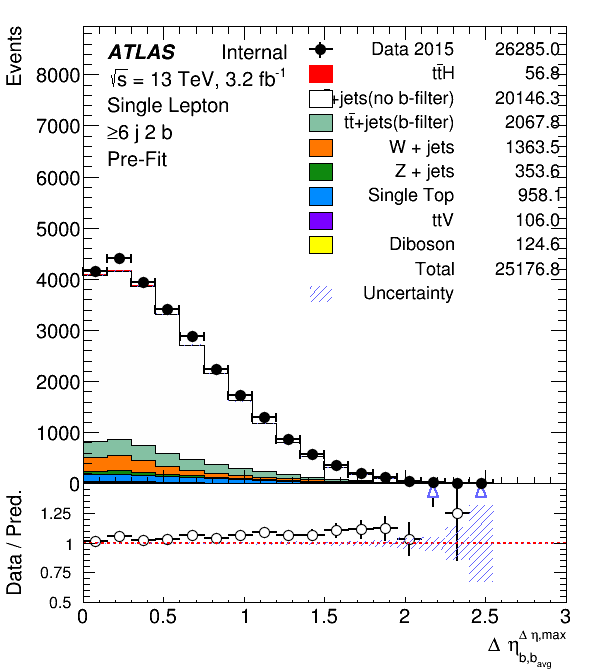 Events
ATLAS Internal
√s = 13 TeV, 3.2 fb⁻¹
Single Lepton
≥6 j 2 b
Pre-Fit
Data 2015 26285.0
tt̄H 56.8
+jets(no b-filter) 20146.3
tt̄+jets(b-filter) 2067.8
W + jets 1363.5
Z + jets 353.6
Single Top 958.1
ttV 106.0
Diboson 124.6
Total 25176.8
Uncertainty
8000
7000
6000
5000
4000
3000
2000
1000
0
Data / Pred.
1.25
1
0.75
0.5
0 0.5 1 1.5 2 2.5 3
Δ η b,b avg Δ η,max